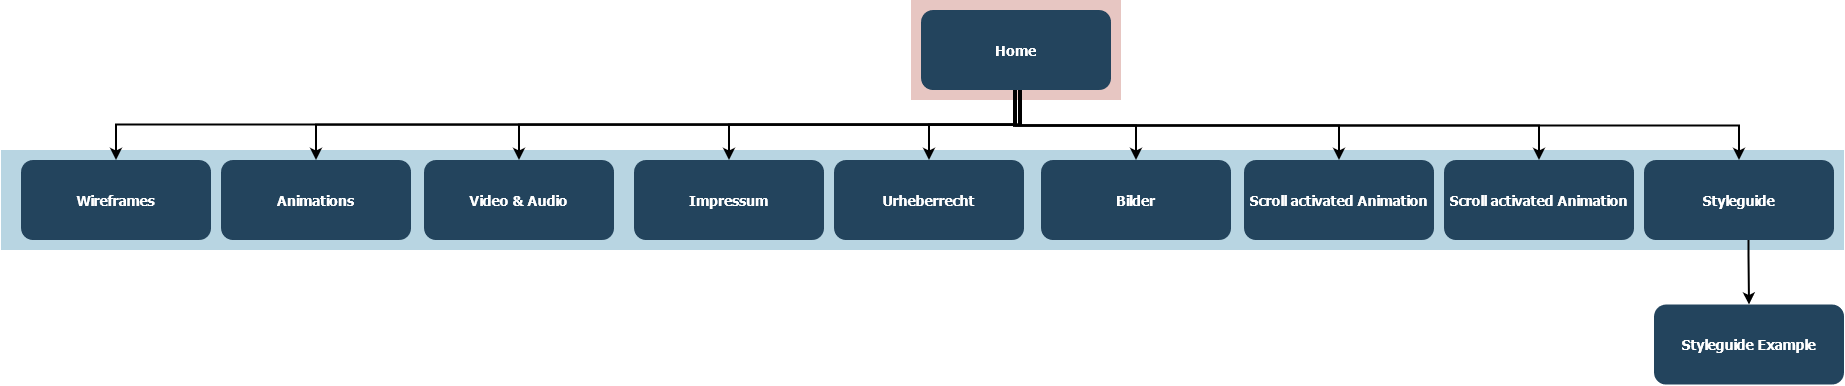 Home
Wireframes
Animations
Video & Audio
Impressum
Urheberrecht
Bilder
Scroll activated Animation
Scroll activated Animation
Styleguide
Styleguide Example